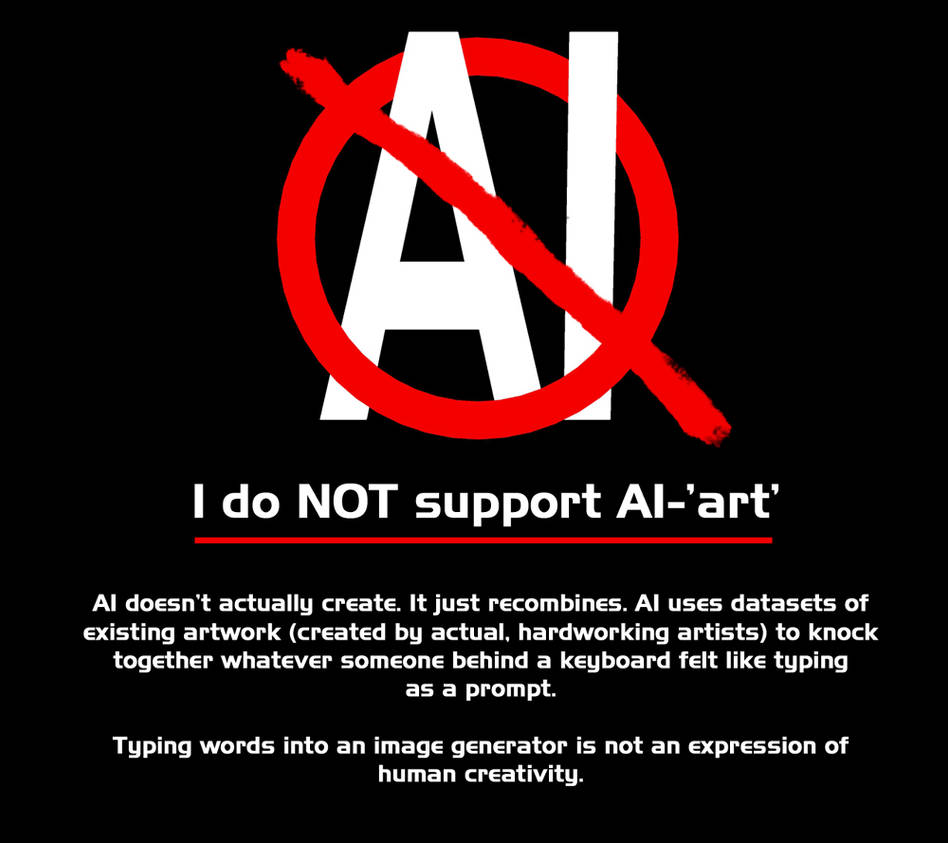 AI
I do NOT support AI-'art'
AI doesn't actually create. It just recombines. AI uses datasets of
existing artwork (created by actual, hardworking artists) to knock
together whatever someone behind a keyboard felt like typing
as a prompt.
Typing words into an image generator is not an expression of
human creativity.